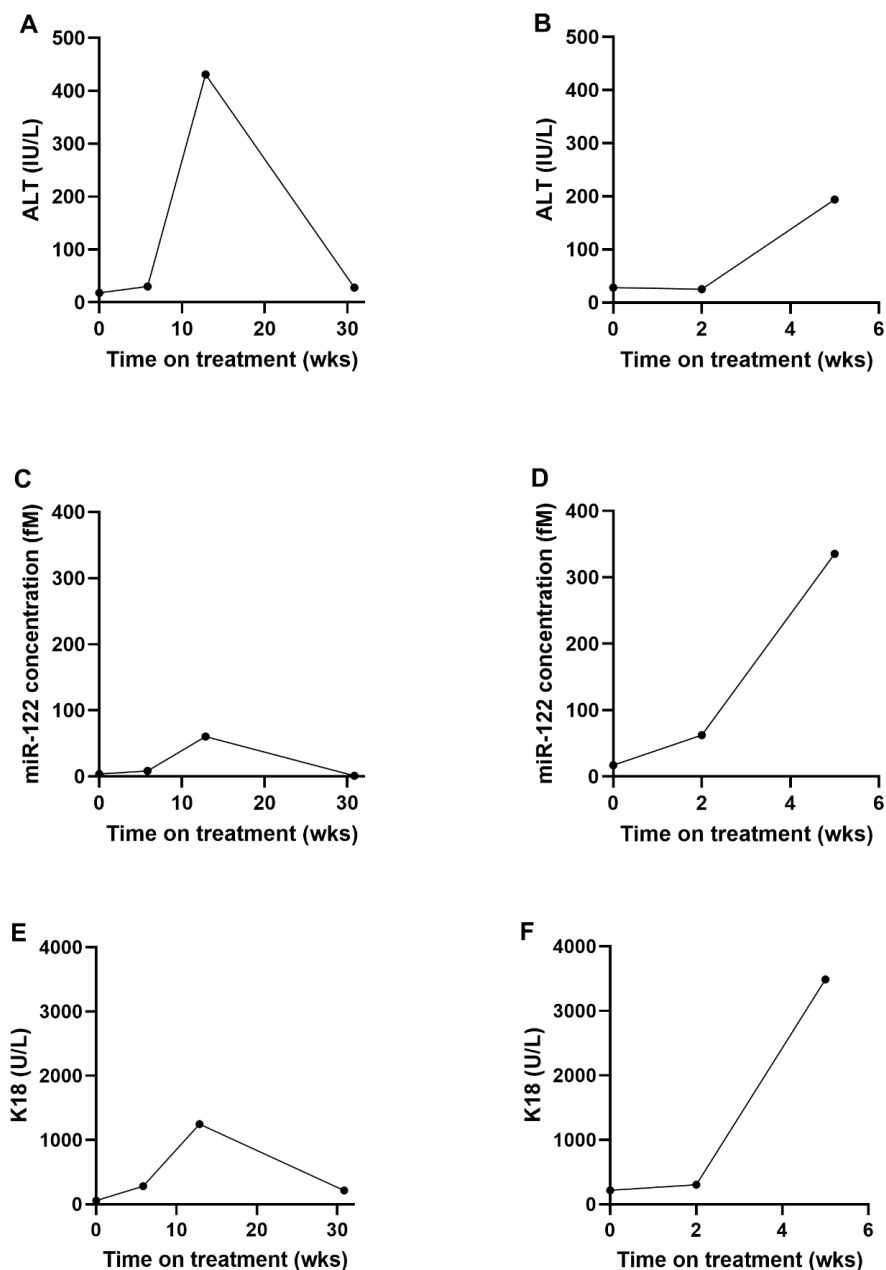 A
500
400
300
200
100
0
ALT (IU/L)
0 10 20 30
Time on treatment (wks)
B
500
400
300
200
100
0
ALT (IU/L)
0 2 4 6
Time on treatment (wks)
C
400
300
200
100
0
miR-122 concentration (fM)
0 10 20 30
Time on treatment (wks)
D
400
300
200
100
0
miR-122 concentration (fM)
0 2 4 6
Time on treatment (wks)
E
4000
3000
2000
1000
0
K18 (U/L)
0 10 20 30
Time on treatment (wks)
F
4000
3000
2000
1000
0
K18 (U/L)
0 2 4 6
Time on treatment (wks)